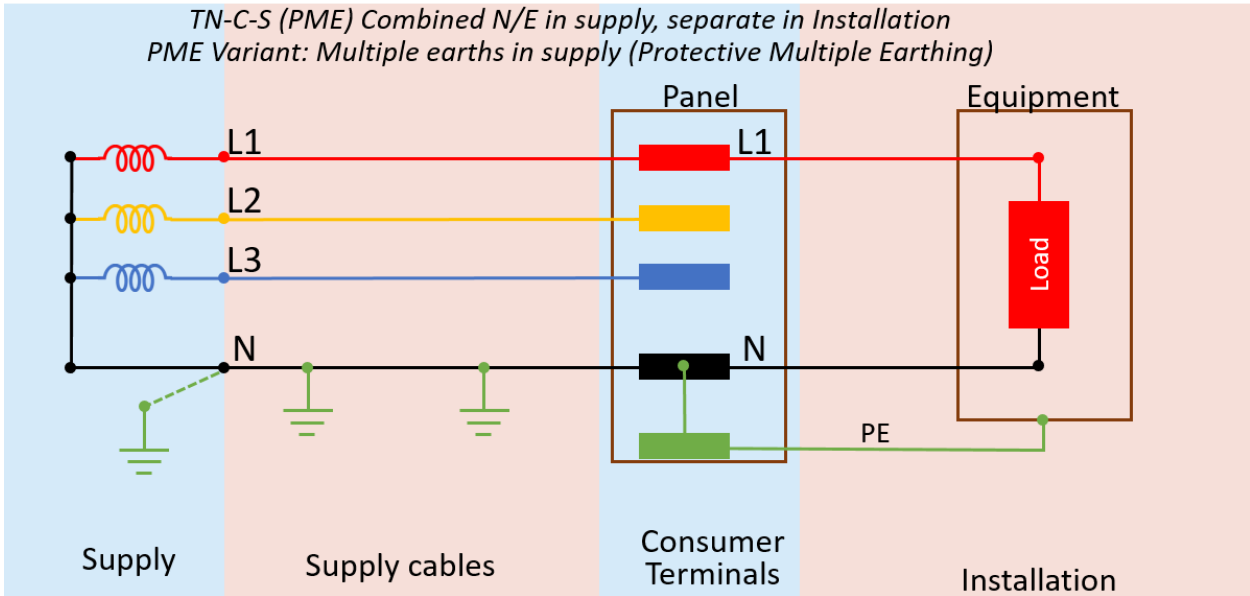 TN-C-S (PME) Combined N/E in supply, separate in Installation
PME Variant: Multiple earths in supply (Protective Multiple Earthing)
Panel
Equipment
L1
L1
L2
L3
Load
N
N
PE
Supply
Supply cables
Consumer
Terminals
Installation